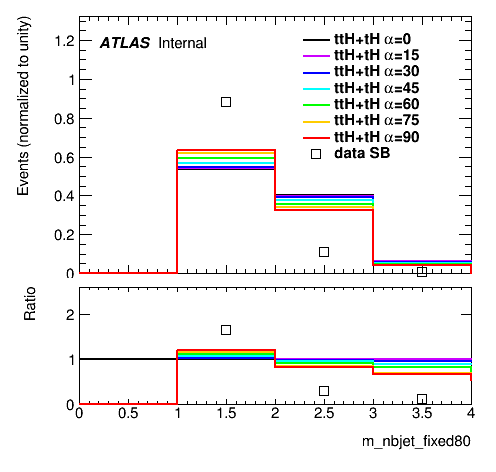 Events (normalized to unity)
1.2
1
0.8
0.6
0.4
0.2
0
ATLAS Internal
ttH+tH α=0
ttH+tH α=15
ttH+tH α=30
ttH+tH α=45
ttH+tH α=60
ttH+tH α=75
ttH+tH α=90
data SB
Ratio
2
1
0
0 0.5 1 1.5 2 2.5 3 3.5 4
m_nbjet_fixed80